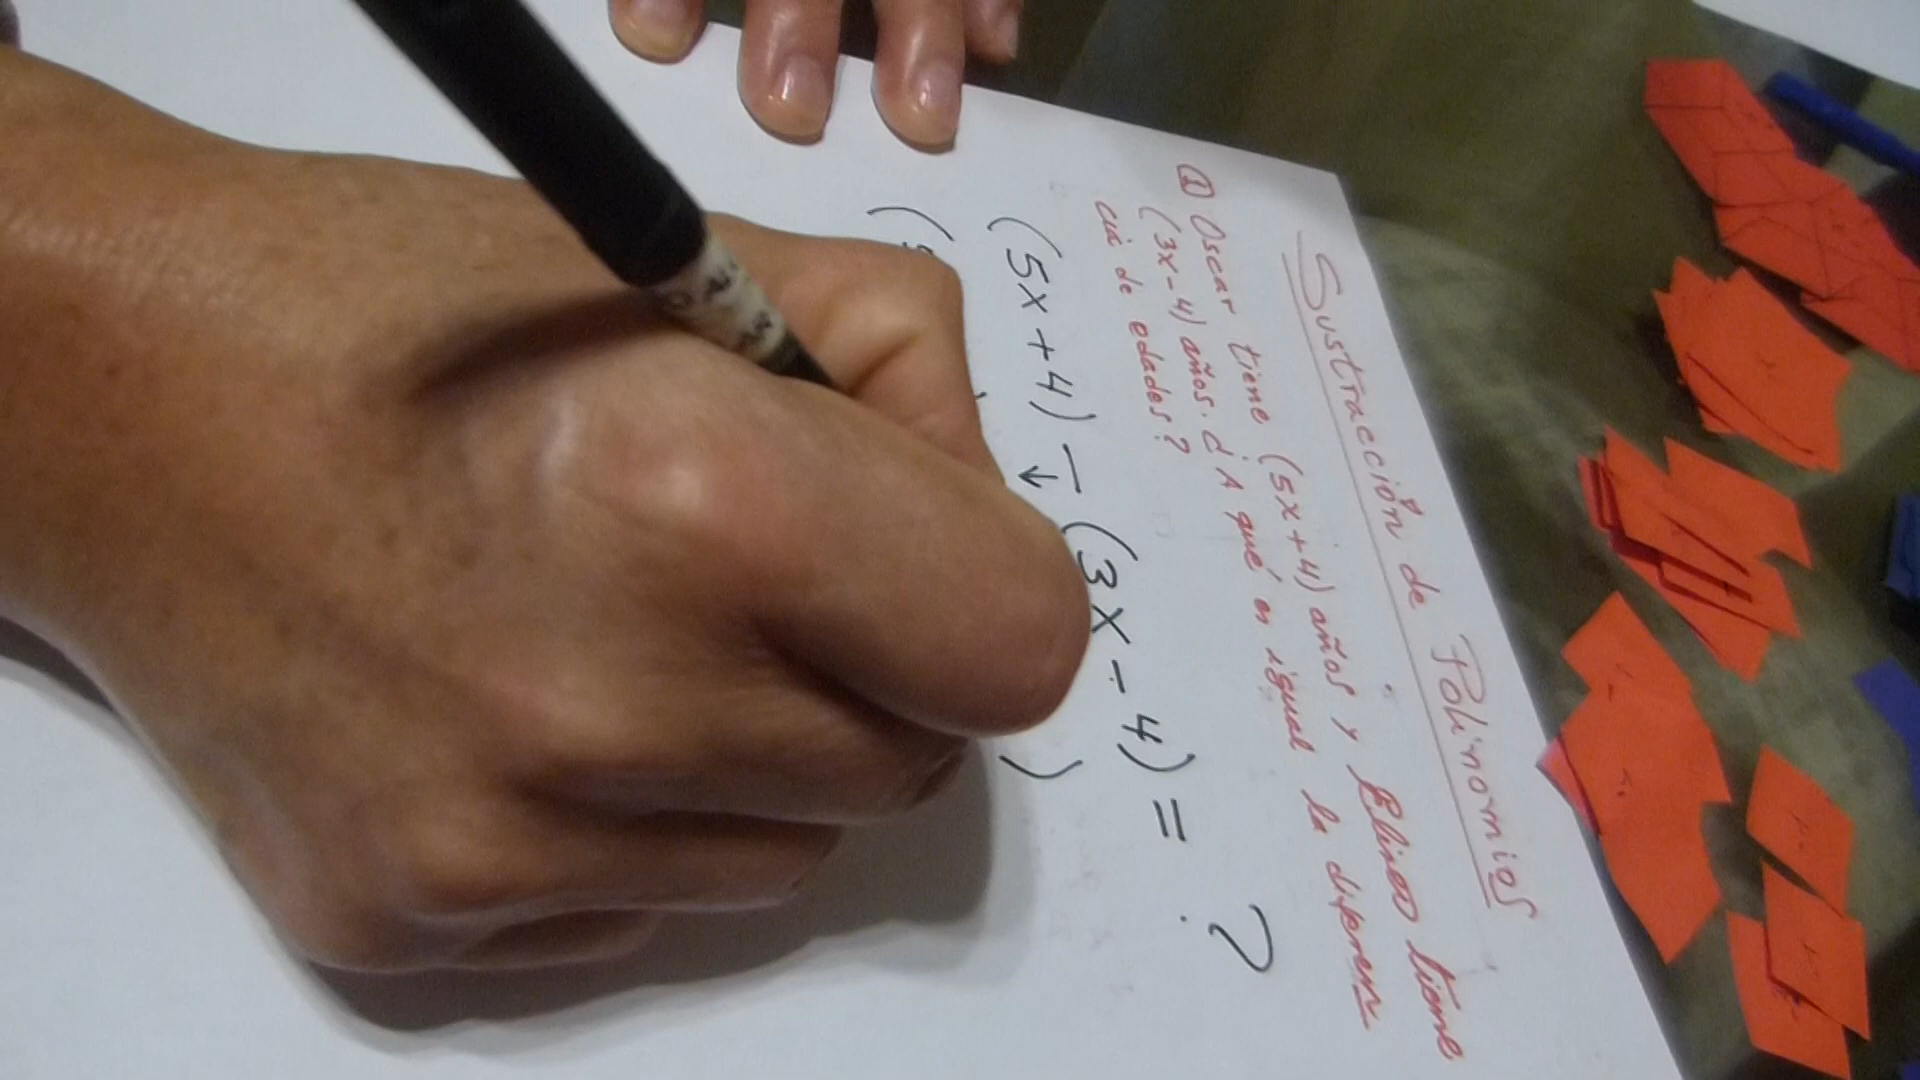 Sustracción de Polinomios
① Oscar tiene (5x+4) años y Eliseo tiene
(3x-4) años. ¿A qué es igual la diferen
cia de edades?
(5x+4) - (3x-4) = ?
↓
( )